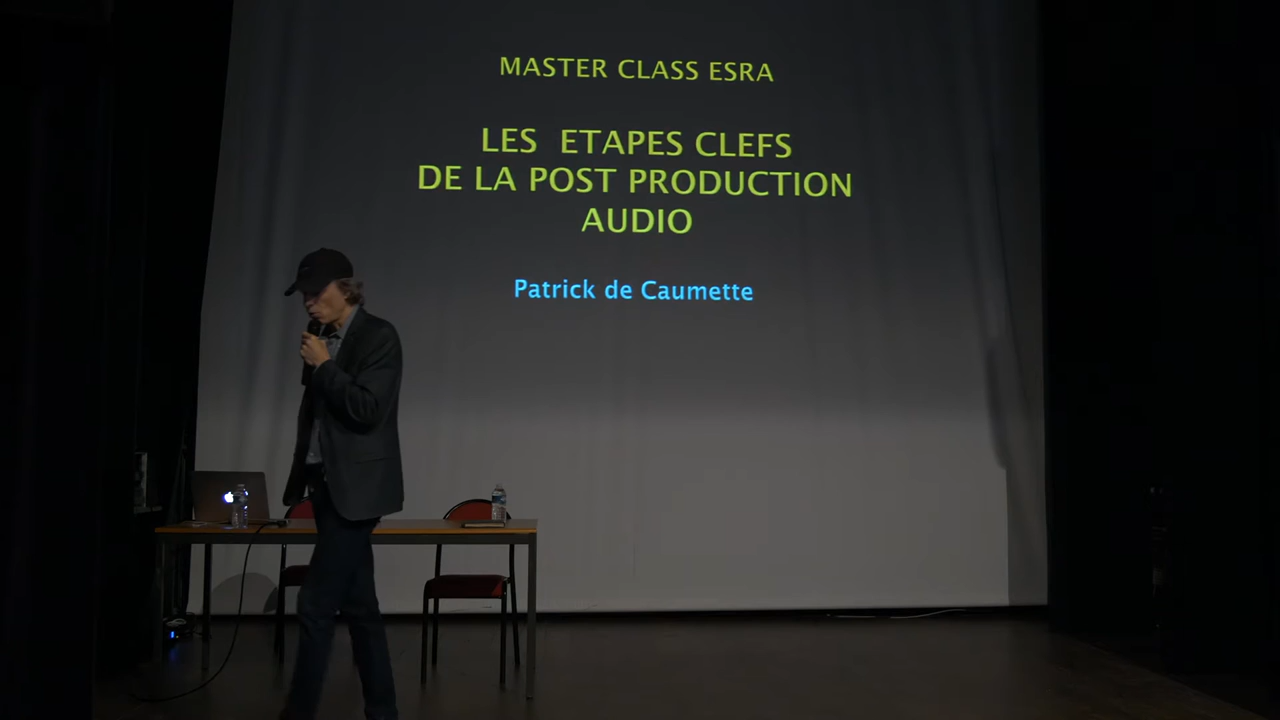 MASTER CLASS ESRA
LES ETAPES CLEFS
DE LA POST PRODUCTION
AUDIO
Patrick de Caumette